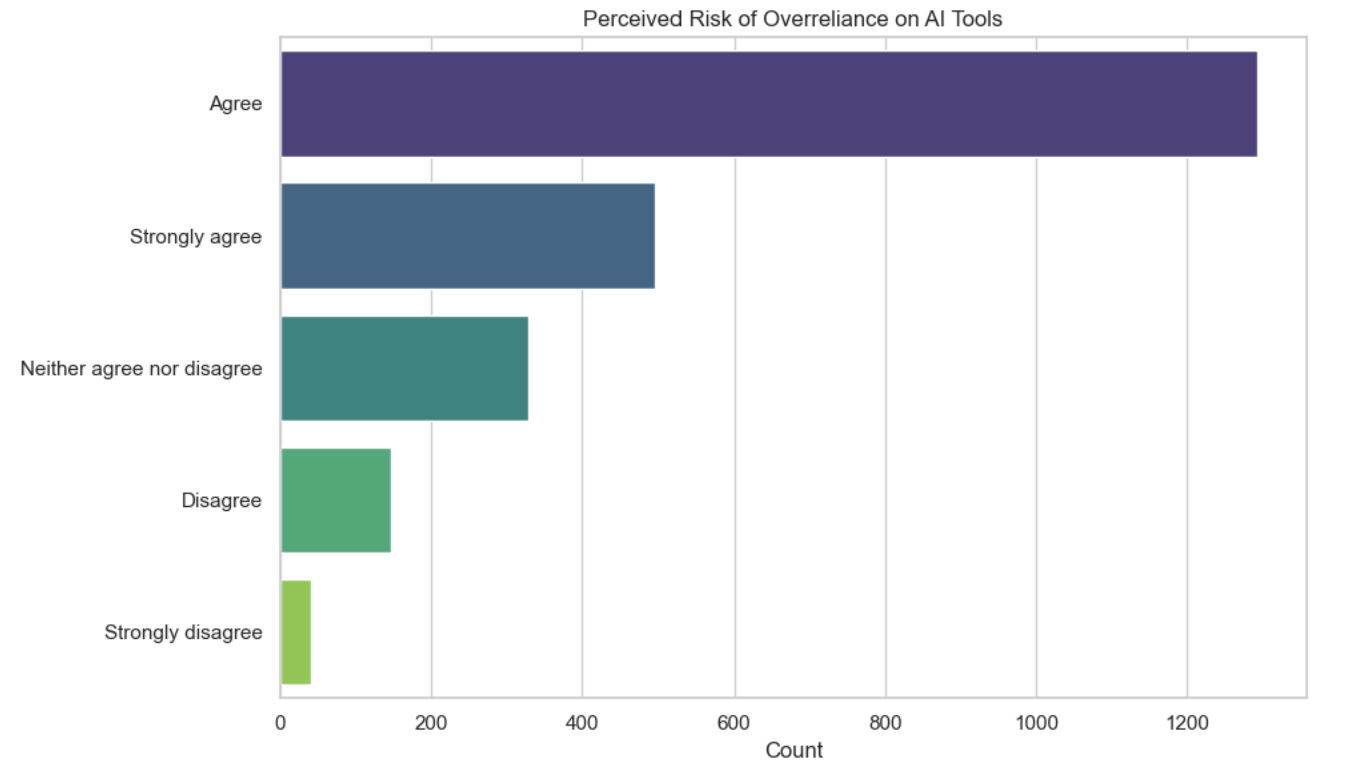 Perceived Risk of Overreliance on AI Tools
Agree
Strongly agree
Neither agree nor disagree
Disagree
Strongly disagree
0 200 400 600 800 1000 1200
Count